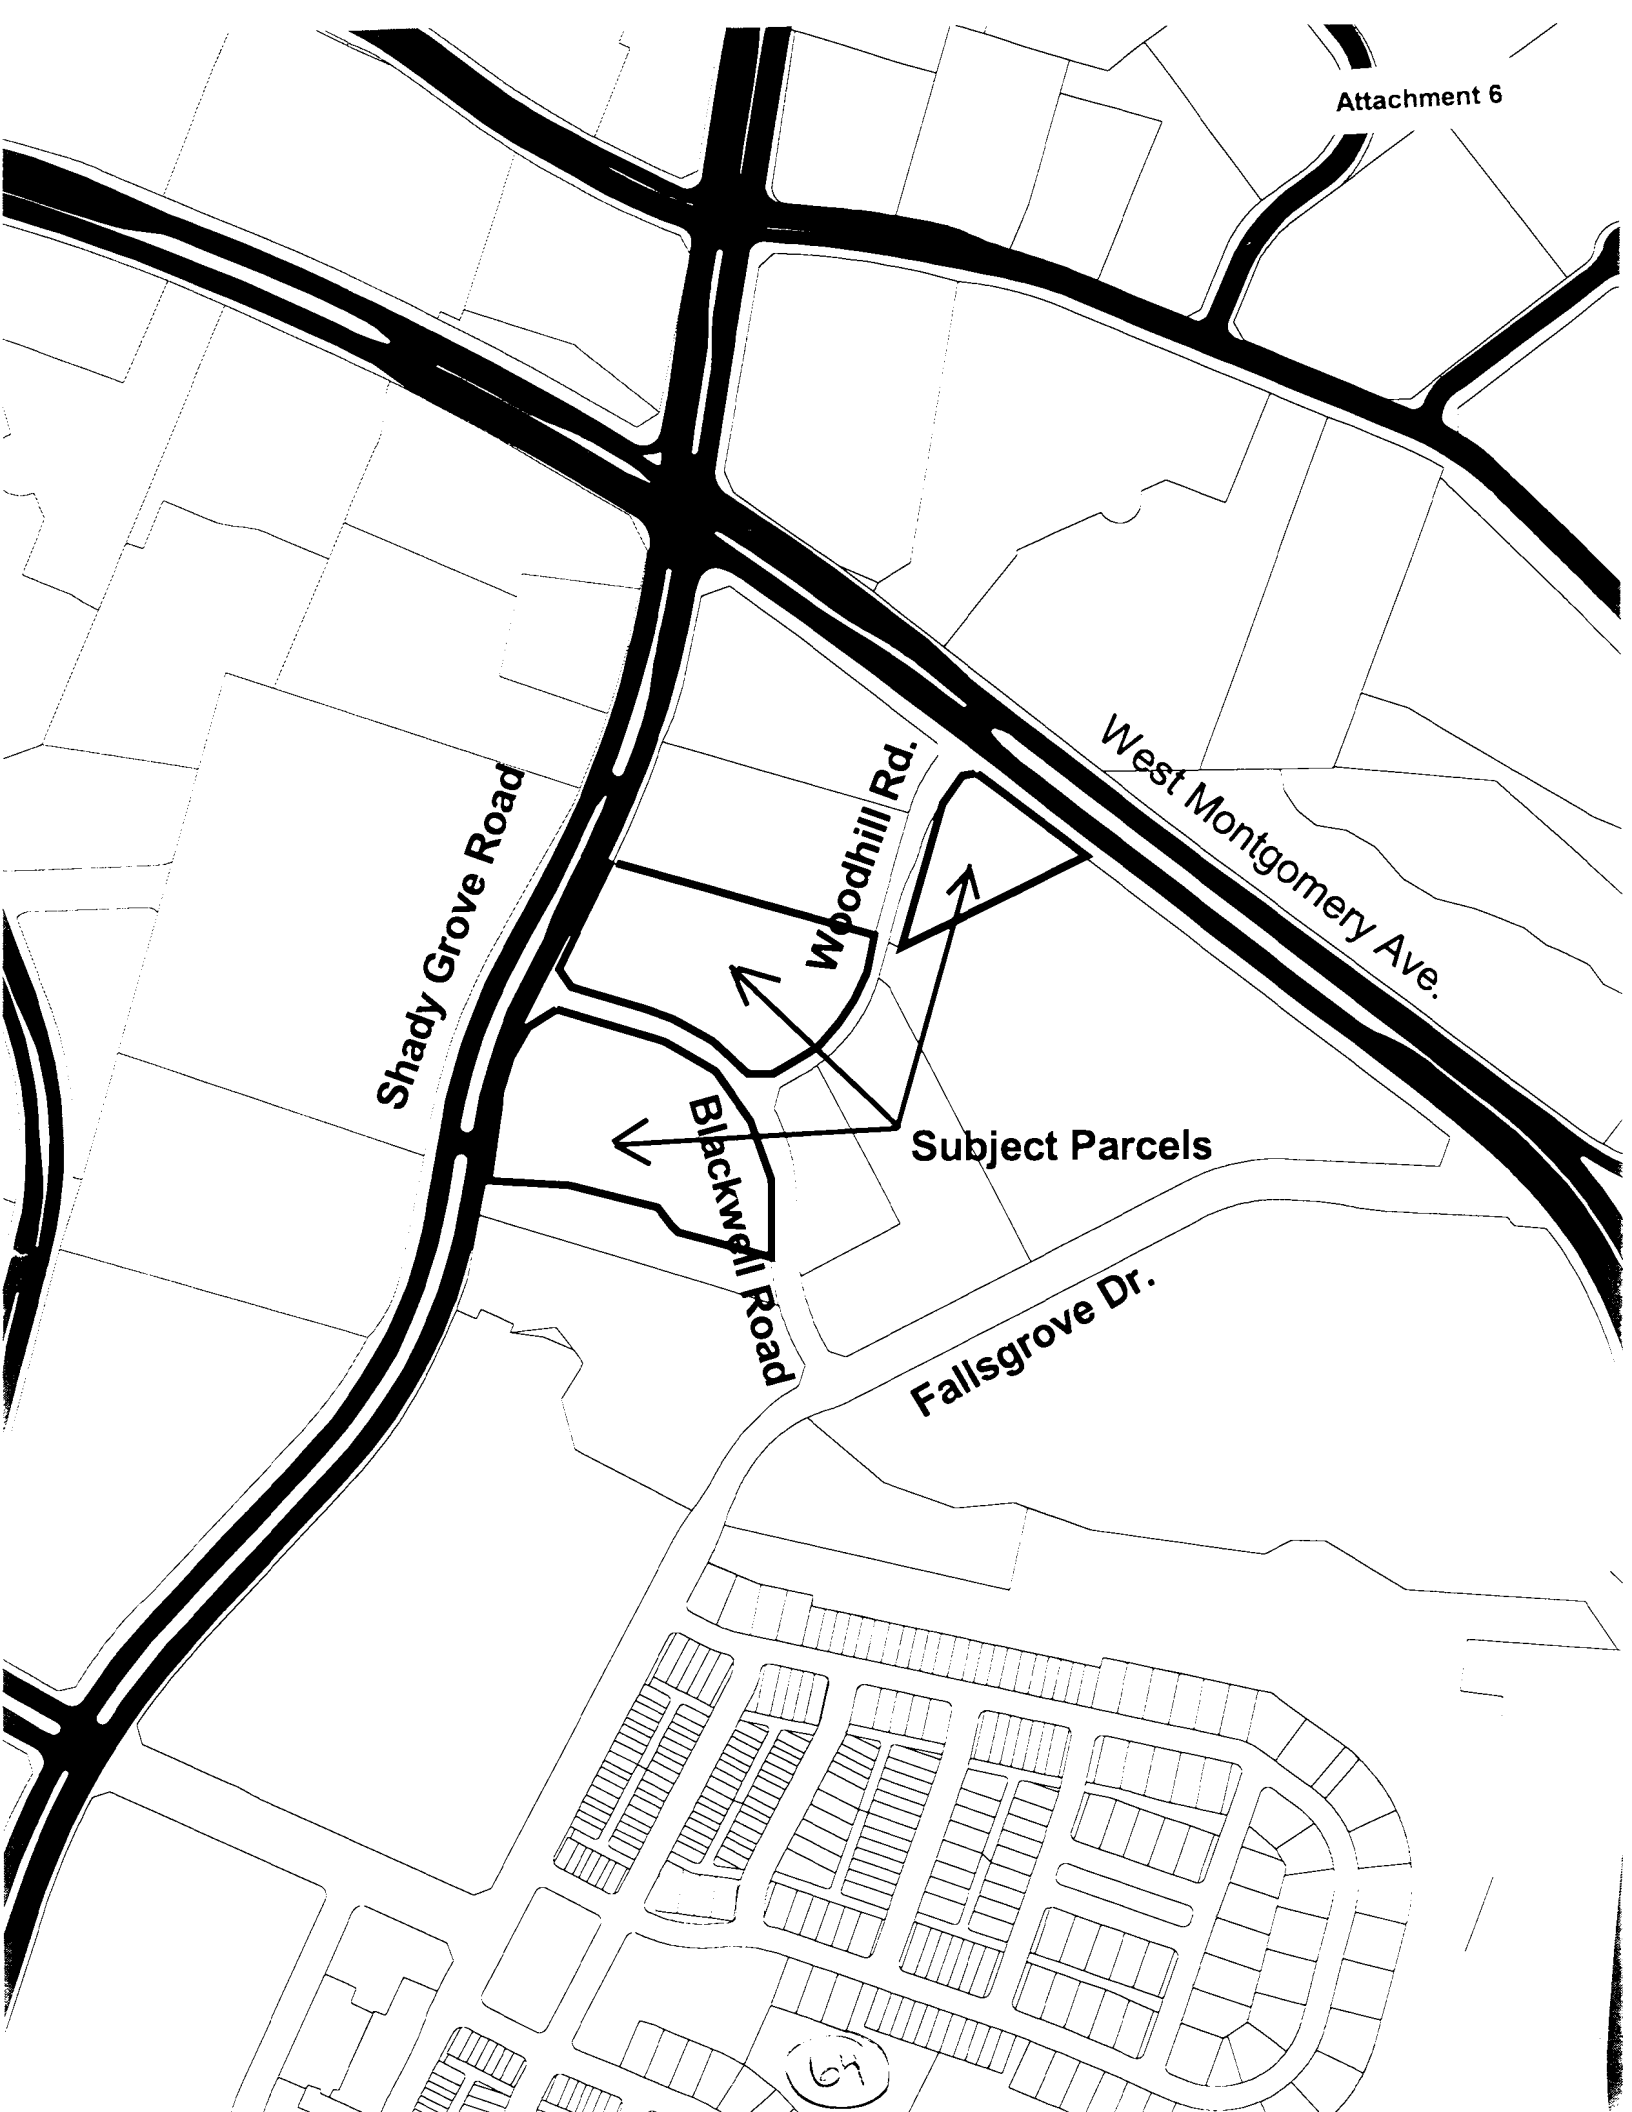 Attachment 6
West Montgomery Ave.
Woodhill Rd.
Shady Grove Road
Subject Parcels
Blackwell Road
Fallsgrove Dr.
64